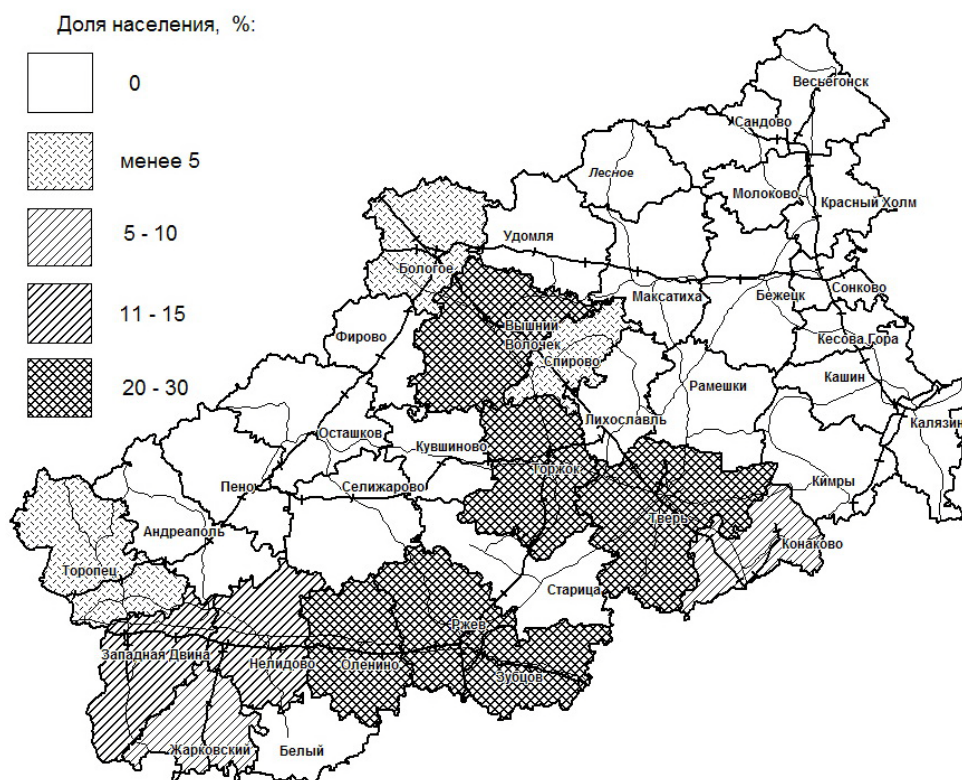 Доля населения, %:
0
менее 5
5 - 10
11 - 15
20 - 30
Весьегонск
Сандово
Лесное
Молоково
Красный Холм
Удомля
Бологое
Максатиха
Бежецк
Сонково
Вышний
Волочек
Фирово
Спирово
Кесова Гора
Рамешки
Кашин
Лихославль
Калязин
Осташков
Кувшиново
Торжок
Пено
Селижарово
Кимры
Тверь
Андреаполь
Конаково
Торопец
Старица
Ржев
Западная Двина
Нелидово
Оленино
Зубцов
Жарковский
Белый